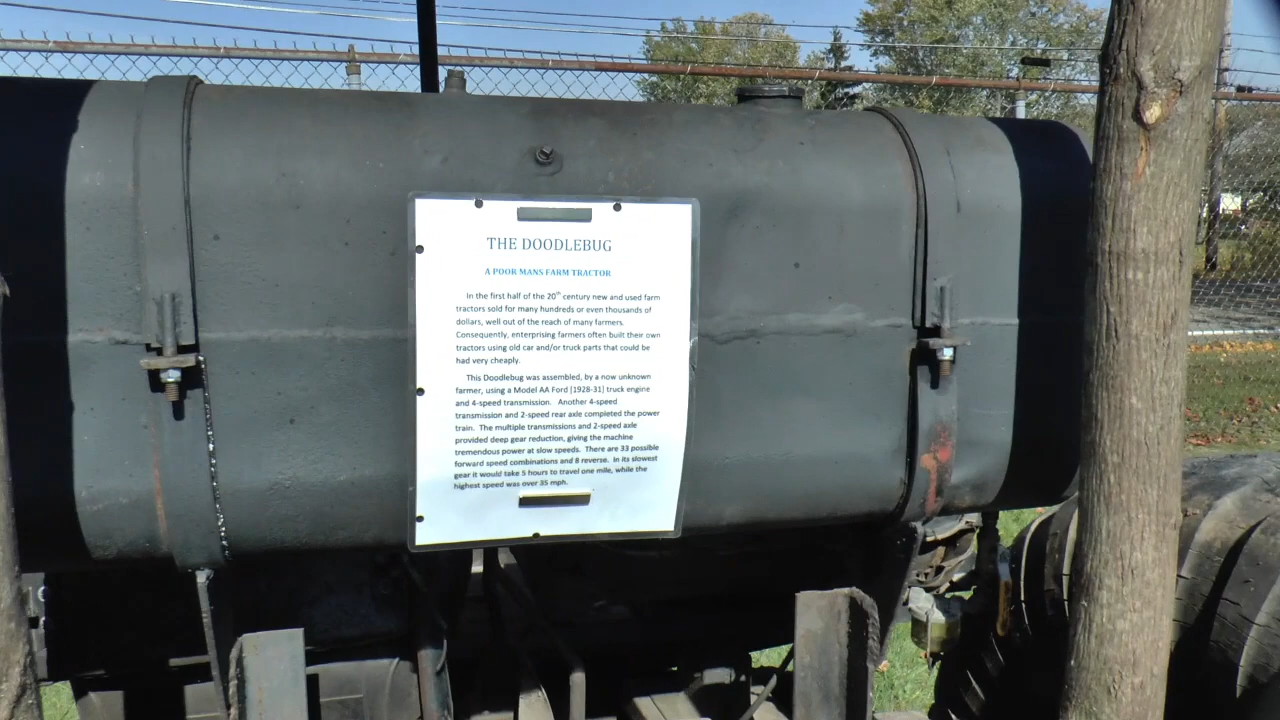 THE DOODLEBUG
A POOR MANS FARM TRACTOR
In the first half of the 20th century new and used farm
tractors sold for many hundreds or even thousands of
dollars, well out of the reach of many farmers.
Consequently, enterprising farmers often built their own
tractors using old car and/or truck parts that could be
had very cheaply.
This Doodlebug was assembled, by a now unknown
farmer, using a Model AA Ford [1928-31] truck engine
and 4-speed transmission. Another 4-speed
transmission and 2-speed rear axle completed the power
train. The multiple transmissions and 2-speed axle
provided deep gear reduction, giving the machine
tremendous power at slow speeds. There are 33 possible
forward speed combinations and 8 reverse. In its slowest
gear it would take 5 hours to travel one mile, while the
highest speed was over 35 mph.